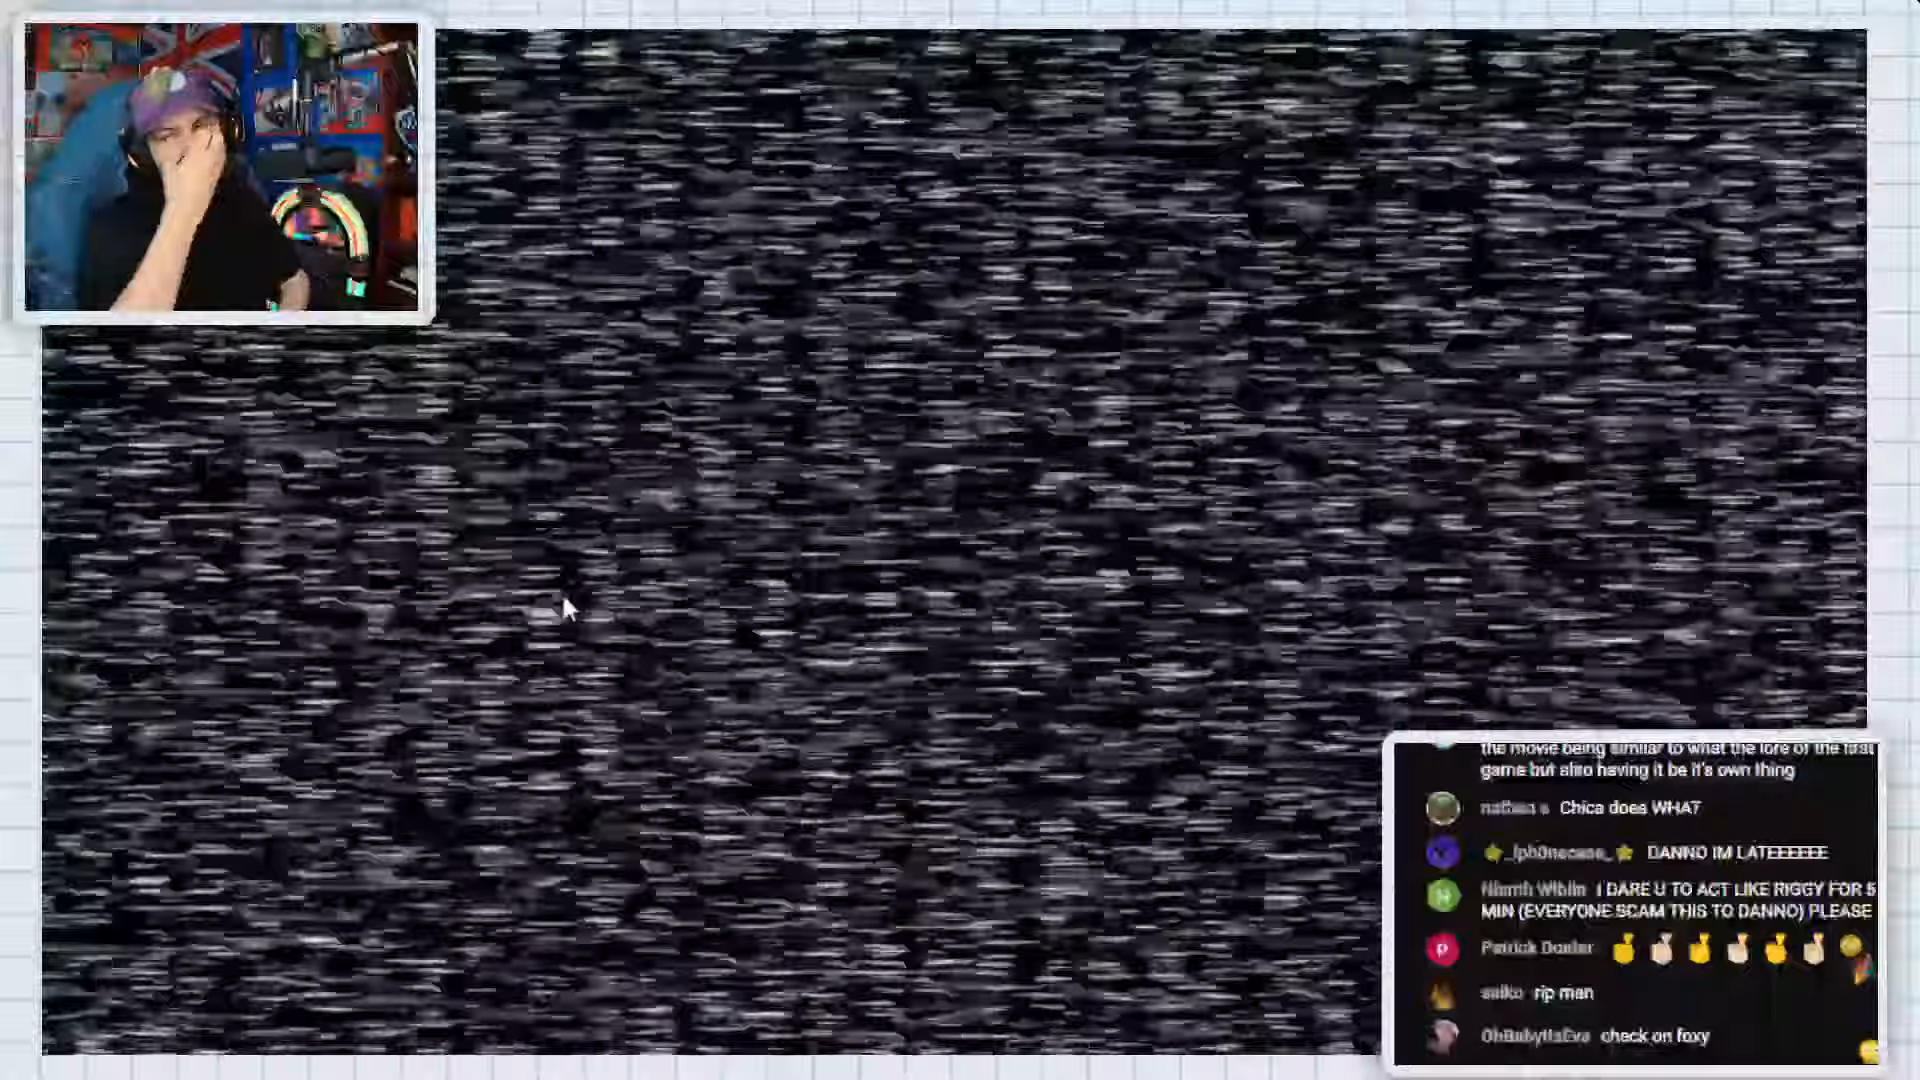 the movie being similar to what the lore of the first
game but also having it be it's own thing
Chica does WHAT
DANNO IM LATEEEEEE
I DARE U TO ACT LIKE RIGGY FOR 5
MIN (EVERYONE SCAM THIS TO DANNO) PLEASE
Patrick
rip man
check on foxy